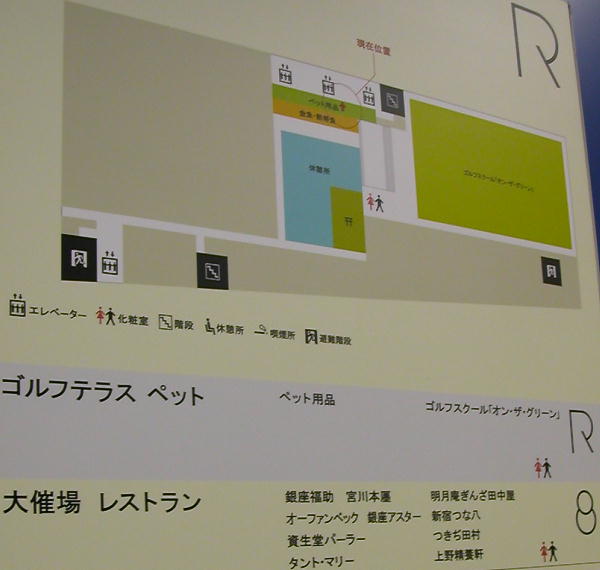 R
現在位置
ペット用品
金魚・熱帯魚
休憩所
ゴルフスクール「オン・ザ・グリーン」
エレベーター 化粧室 階段 休憩所 喫煙所 避難階段
ゴルフテラス ペット
ペット用品
ゴルフスクール「オン・ザ・グリーン」
R
大催場 レストラン
銀座福助 宮川本廛 明月庵ぎんざ田中屋
オーファンベック 銀座アスター 新宿つな八
資生堂パーラー つきぢ田村
タント・マリー 上野精養軒
8